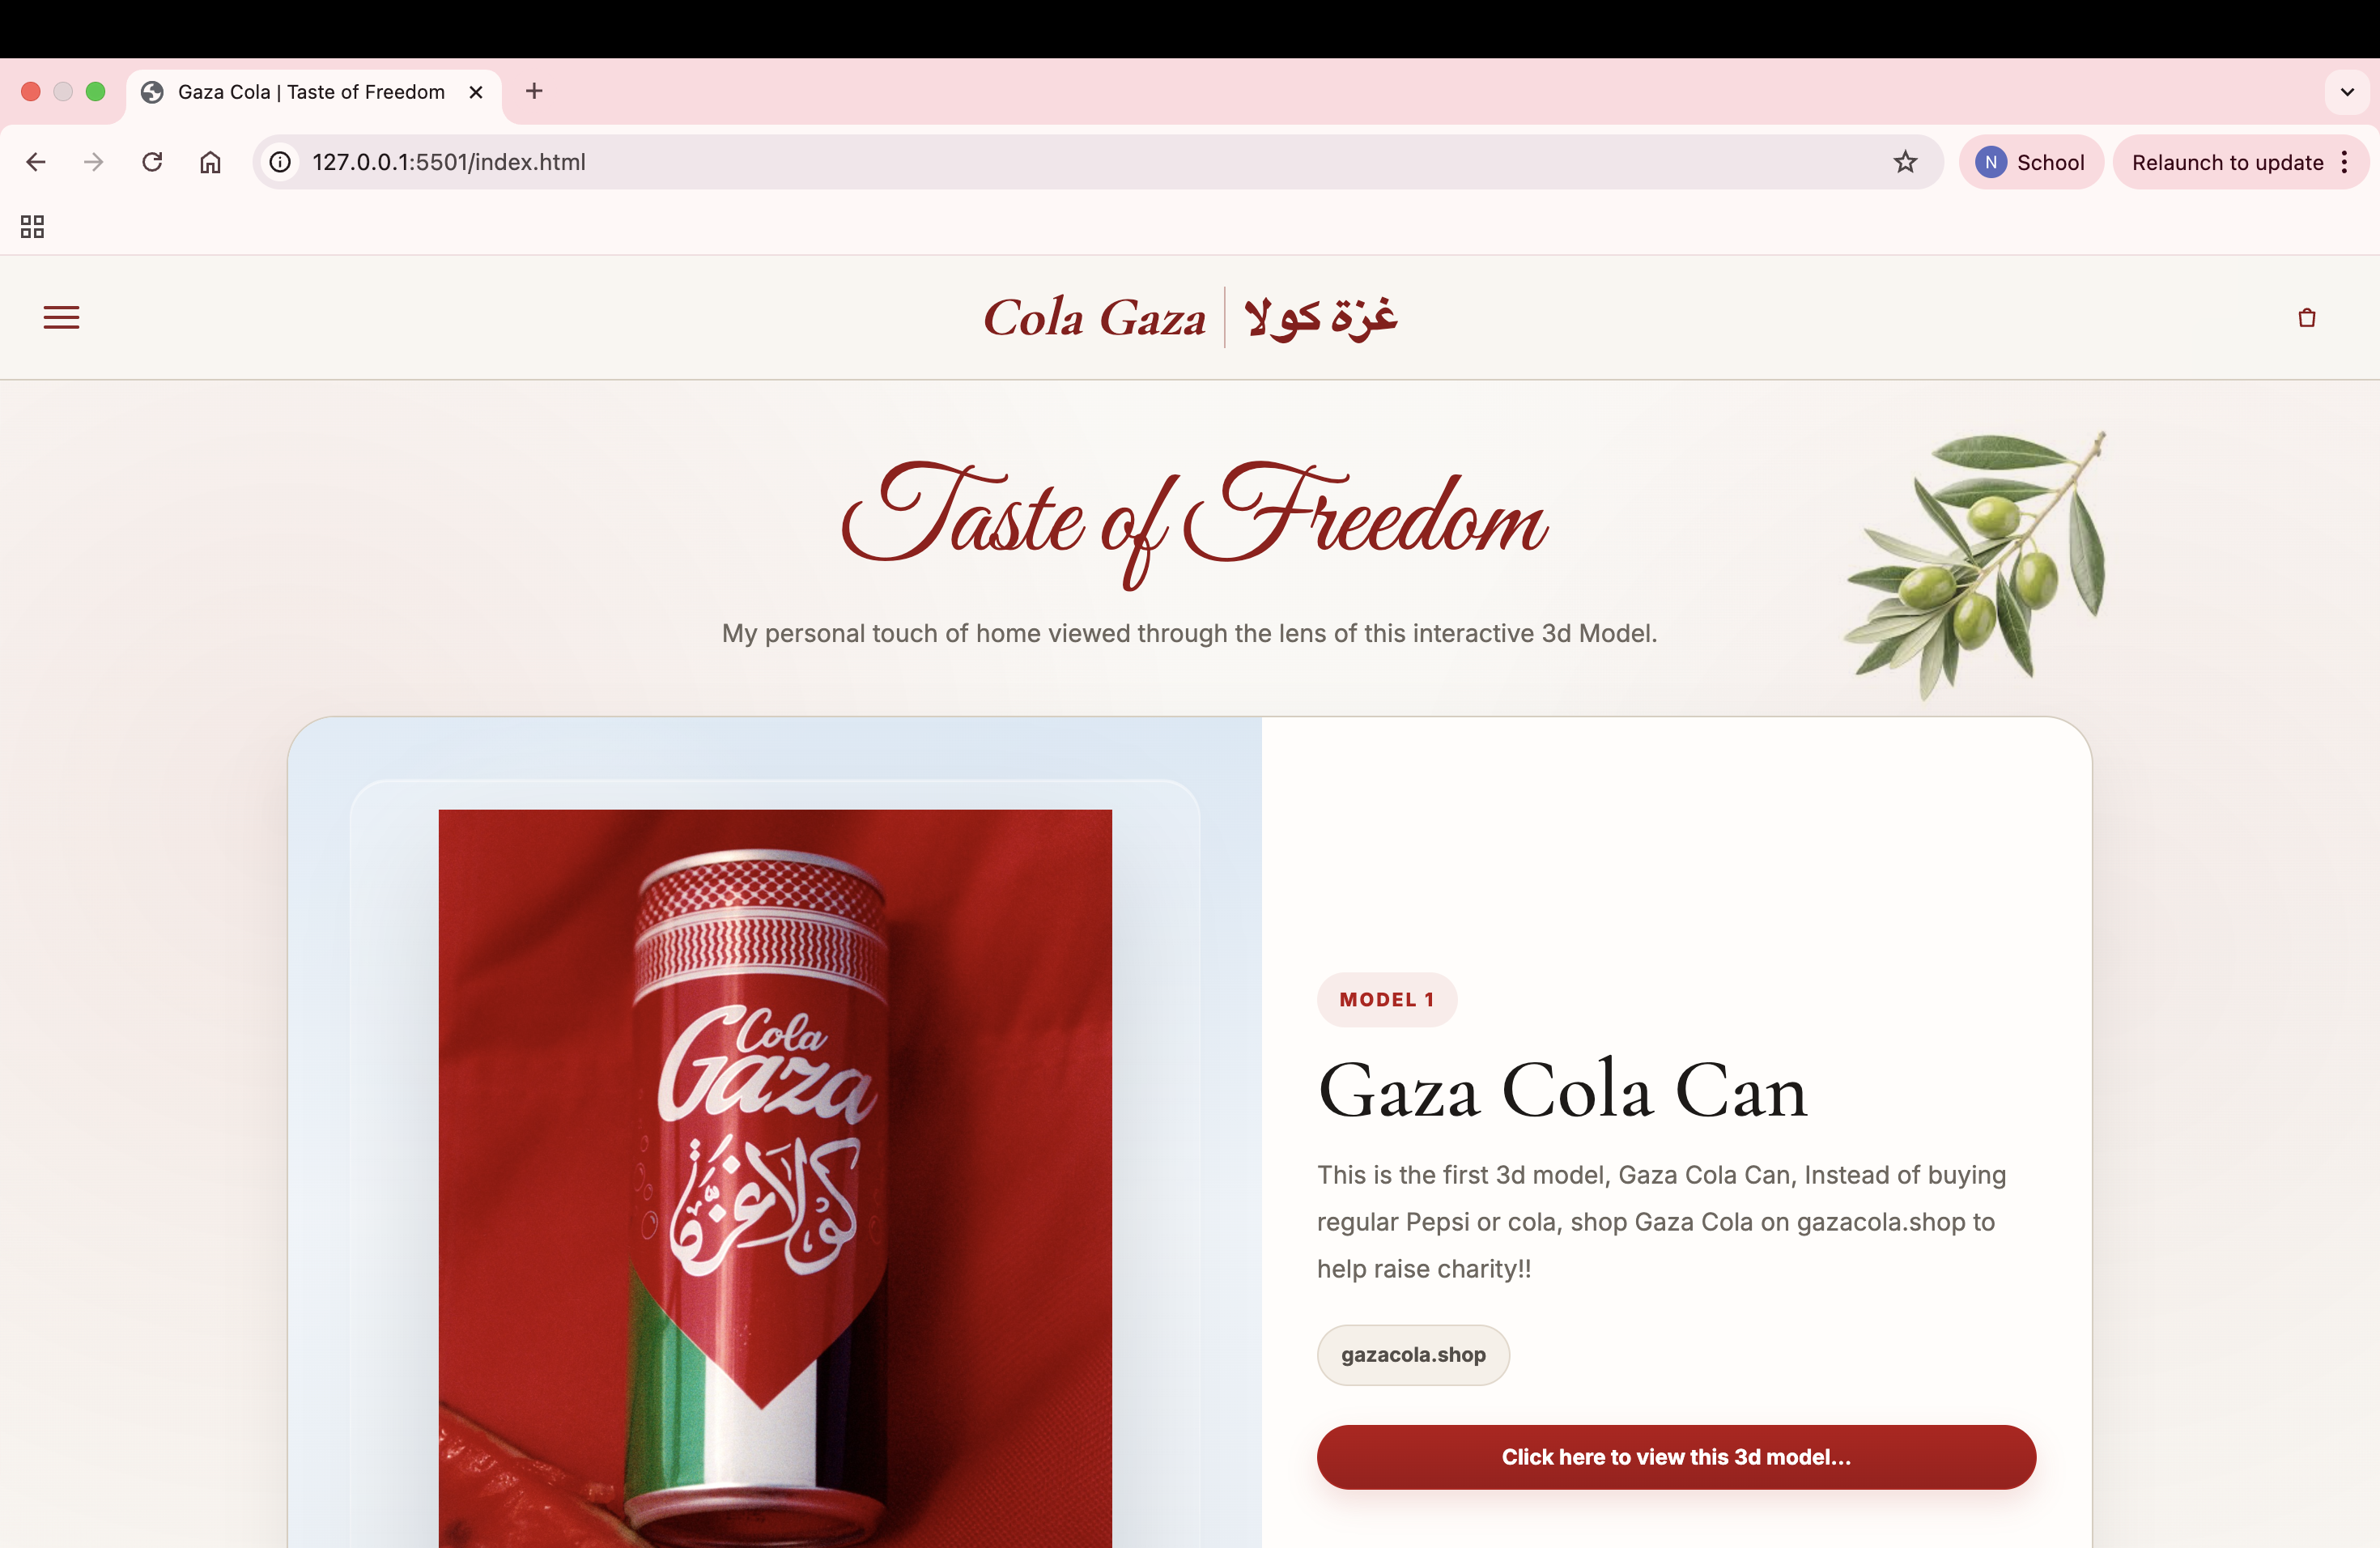 Gaza Cola | Taste of Freedom
127.0.0.1:5501/index.html
N School
Relaunch to update
Cola Gaza | غزة كولا
Taste of Freedom
My personal touch of home viewed through the lens of this interactive 3d Model.
Cola
Gaza
كولا غزة
MODEL 1
Gaza Cola Can
This is the first 3d model, Gaza Cola Can, Instead of buying
regular Pepsi or cola, shop Gaza Cola on gazacola.shop to
help raise charity!!
gazacola.shop
Click here to view this 3d model...